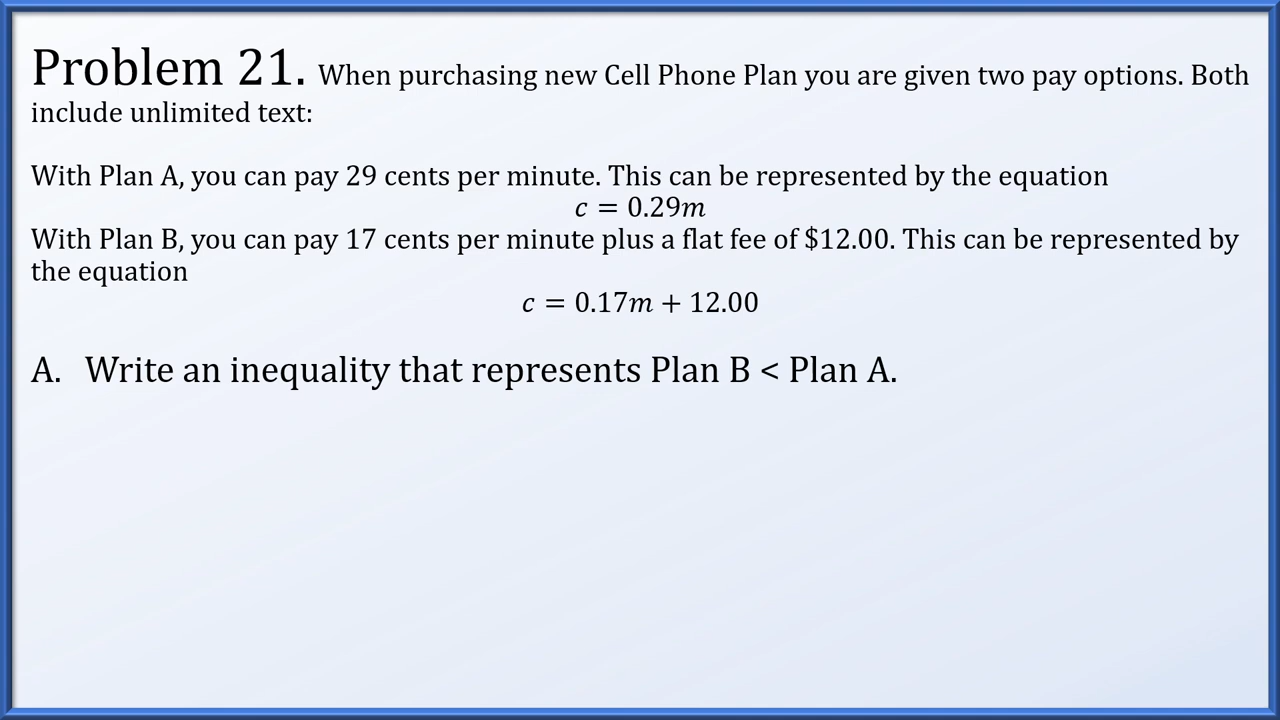 Problem 21. When purchasing new Cell Phone Plan you are given two pay options. Both
include unlimited text:
With Plan A, you can pay 29 cents per minute. This can be represented by the equation
c = 0.29m
With Plan B, you can pay 17 cents per minute plus a flat fee of $12.00. This can be represented by
the equation
c = 0.17m + 12.00
A. Write an inequality that represents Plan B < Plan A.